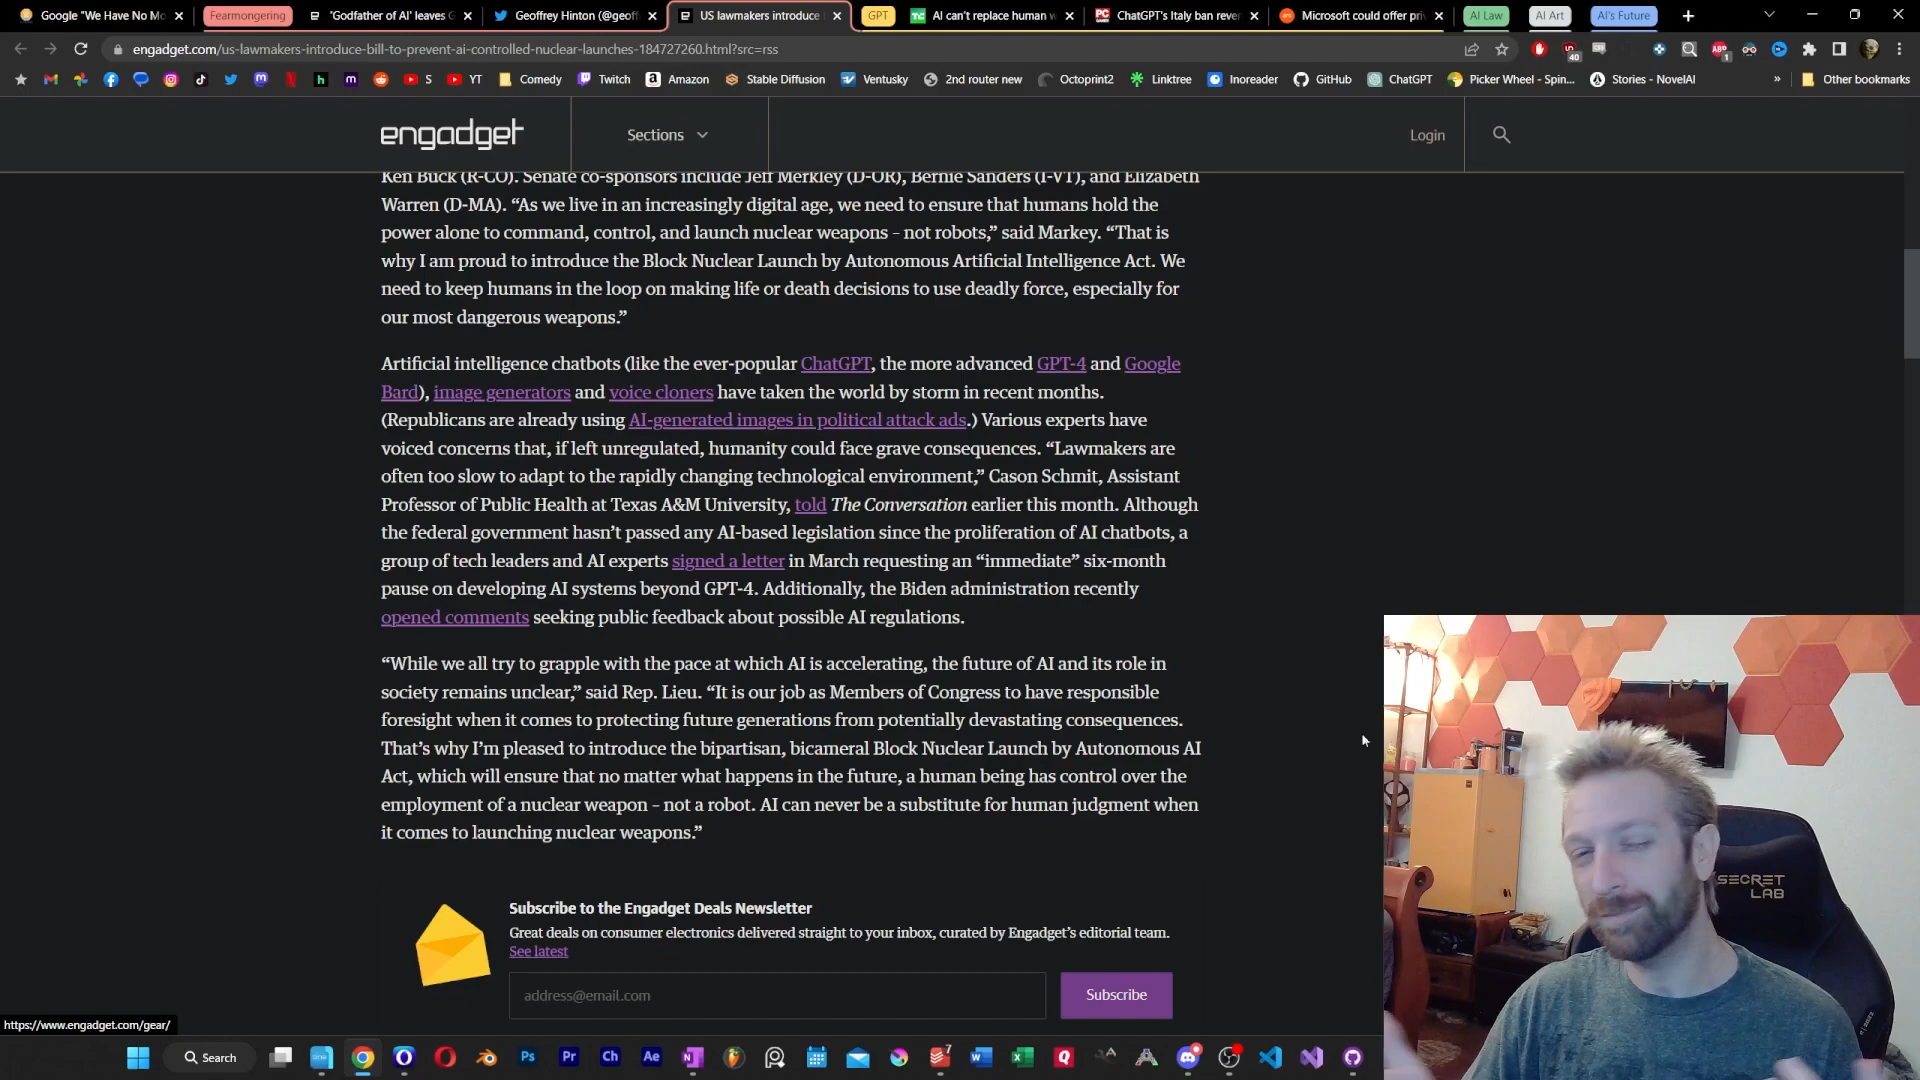 Google "We Have No Mo
Fearmongering
'Godfather of AI' leaves G
Geoffrey Hinton (@geoff
US lawmakers introduce
GPT
AI can't replace human w
ChatGPT's Italy ban rever
Microsoft could offer pri
AI Law
AI Art
AI's Future
engadget.com/us-lawmakers-introduce-bill-to-prevent-ai-controlled-nuclear-launches-184727260.html?src=rss
S
YT
Comedy
Twitch
Amazon
Stable Diffusion
Ventusky
2nd router new
Octoprint2
Linktree
Inoreader
GitHub
ChatGPT
Picker Wheel - Spin...
Stories - NovelAI
»
Other bookmarks
engadget
Sections
Login
Ken Buck (R-CO). Senate co-sponsors include Jeff Merkley (D-OR), Bernie Sanders (I-VT), and Elizabeth
Warren (D-MA). “As we live in an increasingly digital age, we need to ensure that humans hold the
power alone to command, control, and launch nuclear weapons – not robots,” said Markey. “That is
why I am proud to introduce the Block Nuclear Launch by Autonomous Artificial Intelligence Act. We
need to keep humans in the loop on making life or death decisions to use deadly force, especially for
our most dangerous weapons.”
Artificial intelligence chatbots (like the ever-popular ChatGPT, the more advanced GPT-4 and Google
Bard), image generators and voice cloners have taken the world by storm in recent months.
(Republicans are already using AI-generated images in political attack ads.) Various experts have
voiced concerns that, if left unregulated, humanity could face grave consequences. “Lawmakers are
often too slow to adapt to the rapidly changing technological environment,” Cason Schmit, Assistant
Professor of Public Health at Texas A&M University, told The Conversation earlier this month. Although
the federal government hasn’t passed any AI-based legislation since the proliferation of AI chatbots, a
group of tech leaders and AI experts signed a letter in March requesting an “immediate” six-month
pause on developing AI systems beyond GPT-4. Additionally, the Biden administration recently
opened comments seeking public feedback about possible AI regulations.
“While we all try to grapple with the pace at which AI is accelerating, the future of AI and its role in
society remains unclear,” said Rep. Lieu. “It is our job as Members of Congress to have responsible
foresight when it comes to protecting future generations from potentially devastating consequences.
That’s why I’m pleased to introduce the bipartisan, bicameral Block Nuclear Launch by Autonomous AI
Act, which will ensure that no matter what happens in the future, a human being has control over the
employment of a nuclear weapon – not a robot. AI can never be a substitute for human judgment when
it comes to launching nuclear weapons.”
SECRET
LAB
Subscribe to the Engadget Deals Newsletter
Great deals on consumer electronics delivered straight to your inbox, curated by Engadget’s editorial team.
See latest
address@email.com
Subscribe
https://www.engadget.com/gear/
Search
Ps
Pr
Ch
Ae